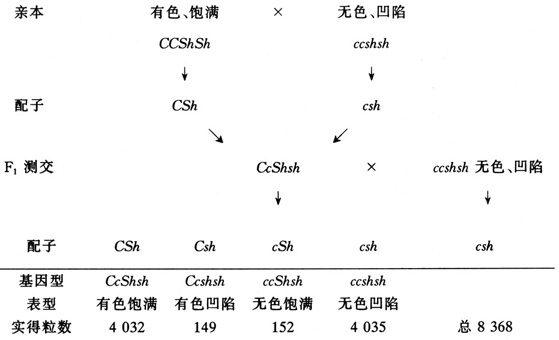 亲本 有色、饱满 × 无色、凹陷
CCShSh ccshsh
配子 CSh csh
F₁ 测交 CcShsh × ccshsh 无色、凹陷
配子 CSh Csh cSh csh csh
基因型 CcShsh Ccshsh ccShsh ccshsh
表型 有色饱满 有色凹陷 无色饱满 无色凹陷
实得粒数 4 032 149 152 4 035 总 8 368